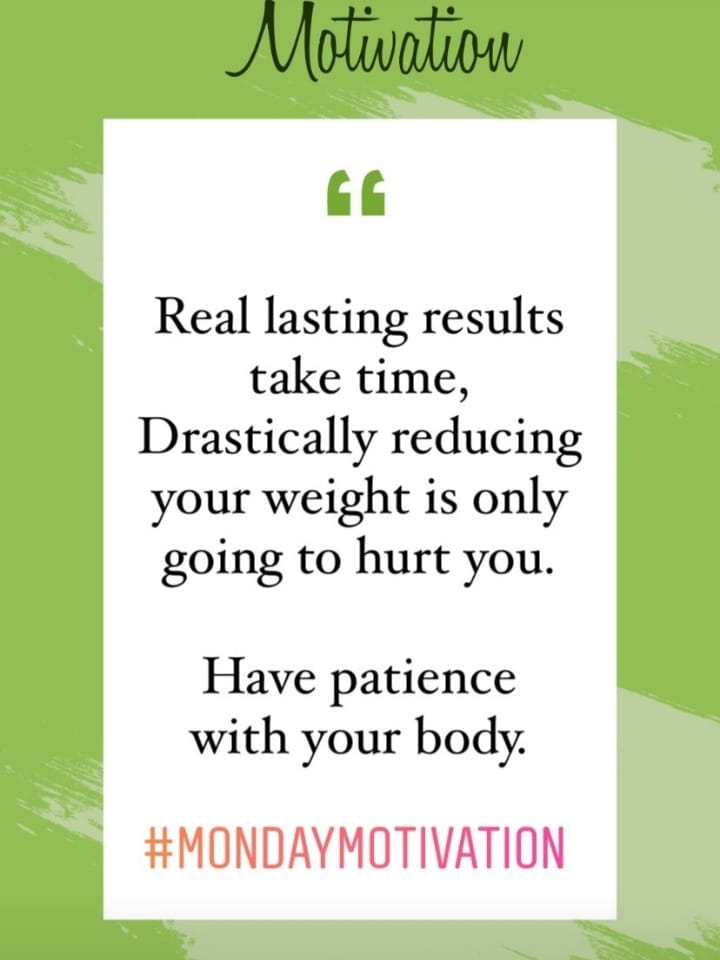 Motivation
Real lasting results
take time,
Drastically reducing
your weight is only
going to hurt you.
Have patience
with your body.
#MONDAYMOTIVATION